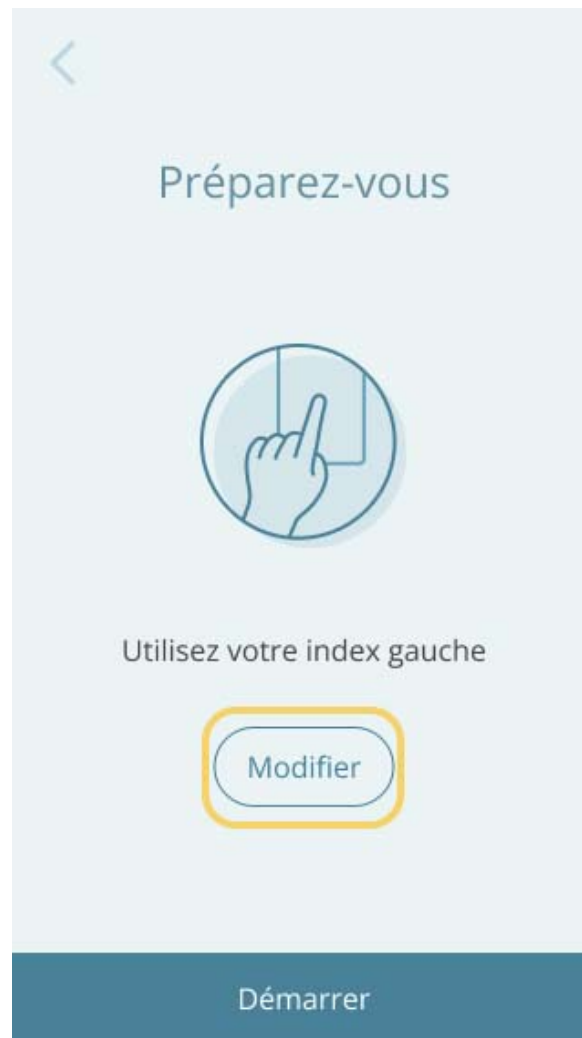 Préparez-vous
Utilisez votre index gauche
Modifier
Démarrer